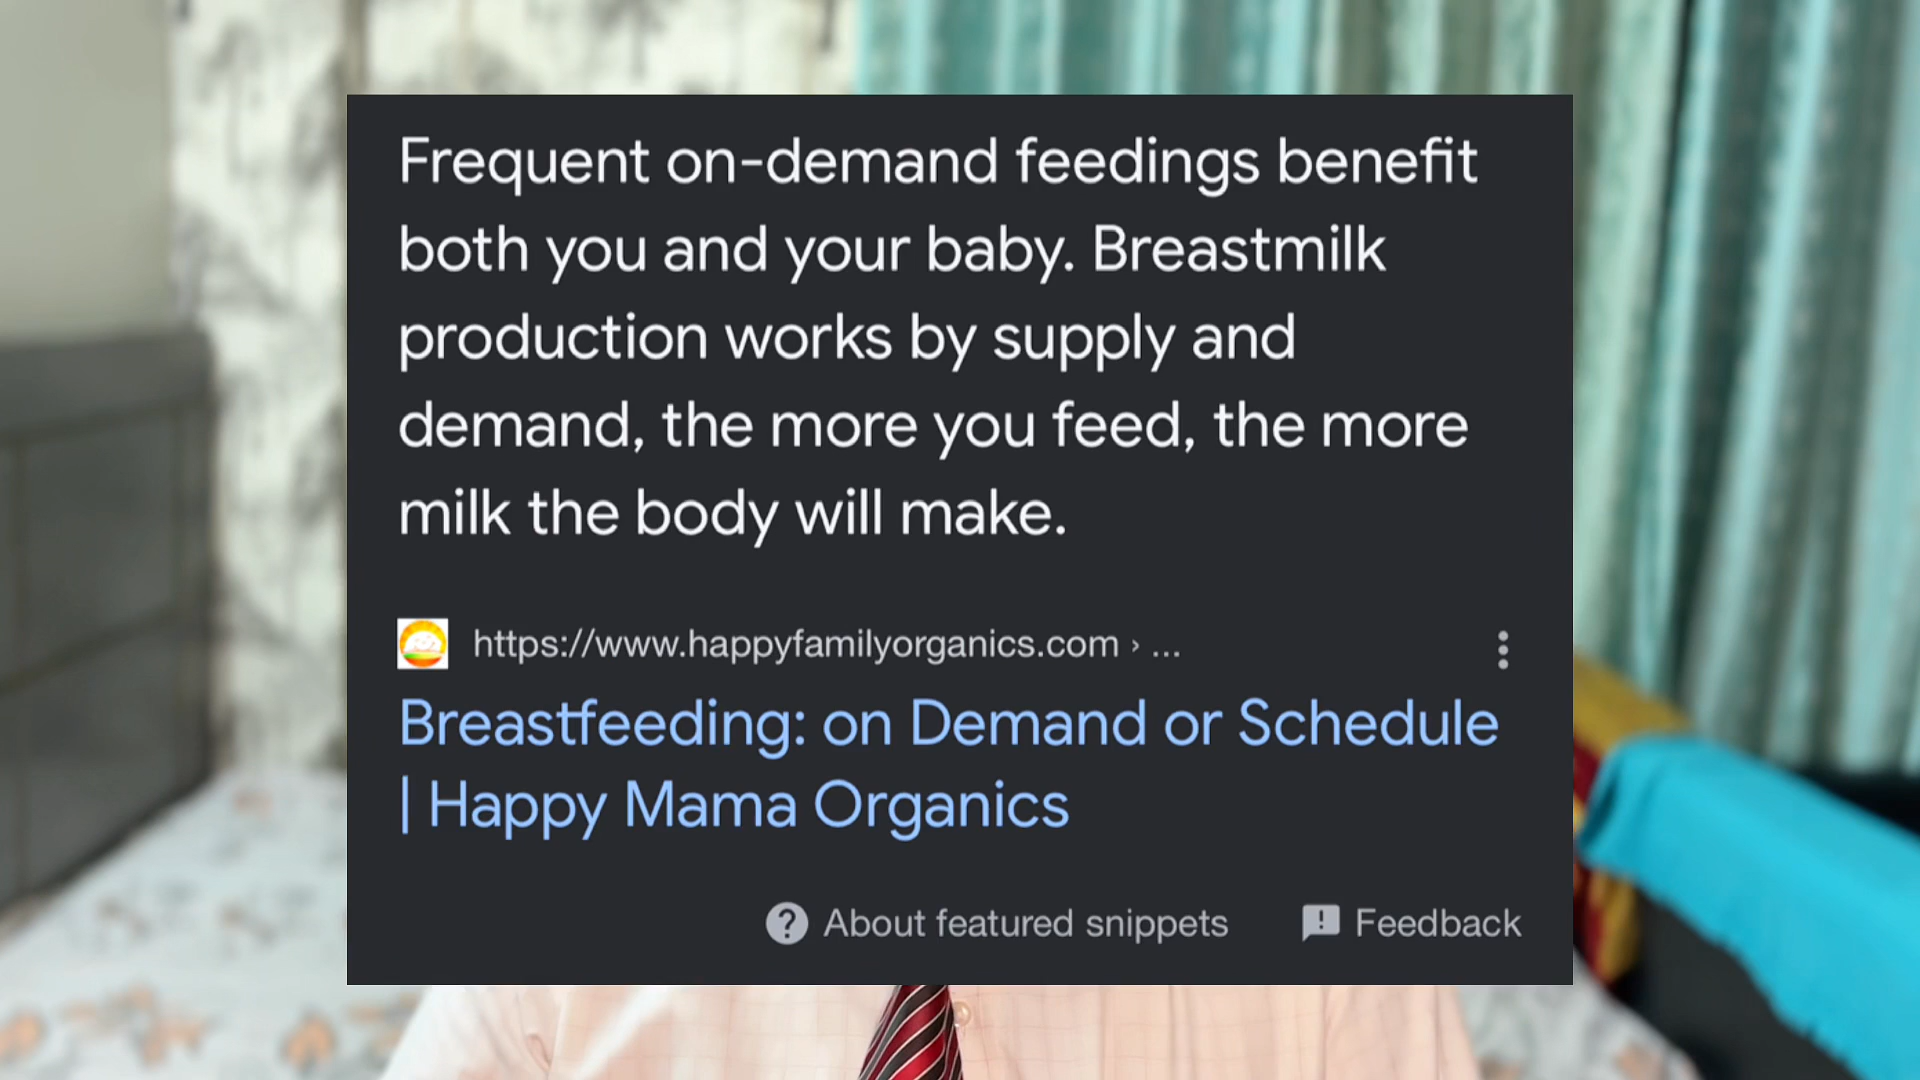 Frequent on-demand feedings benefit
both you and your baby. Breastmilk
production works by supply and
demand, the more you feed, the more
milk the body will make.
https://www.happyfamilyorganics.com › ...
Breastfeeding: on Demand or Schedule
| Happy Mama Organics
About featured snippets
Feedback